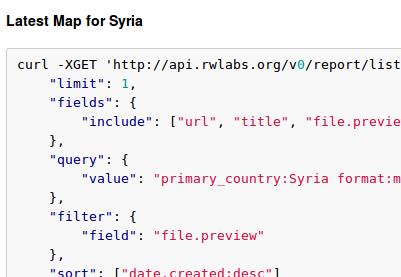 Latest Map for Syria
curl -XGET 'http://api.rwlabs.org/v0/report/list
"limit": 1,
"fields": {
"include": ["url", "title", "file.previe
},
"query": {
"value": "primary_country:Syria format:m
},
"filter": {
"field": "file.preview"
},
"sort": ["date.created:desc"]